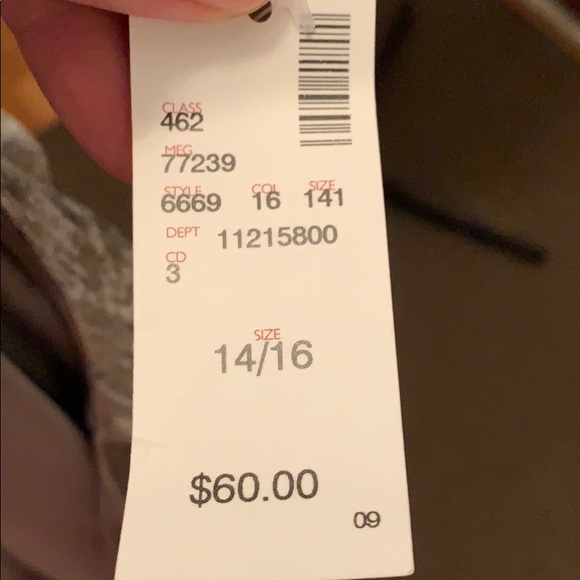 CLASS
462
MFG
77239
STYLE COL SIZE
6669 16 141
DEPT 11215800
CD
3
SIZE
14/16
$60.00
09